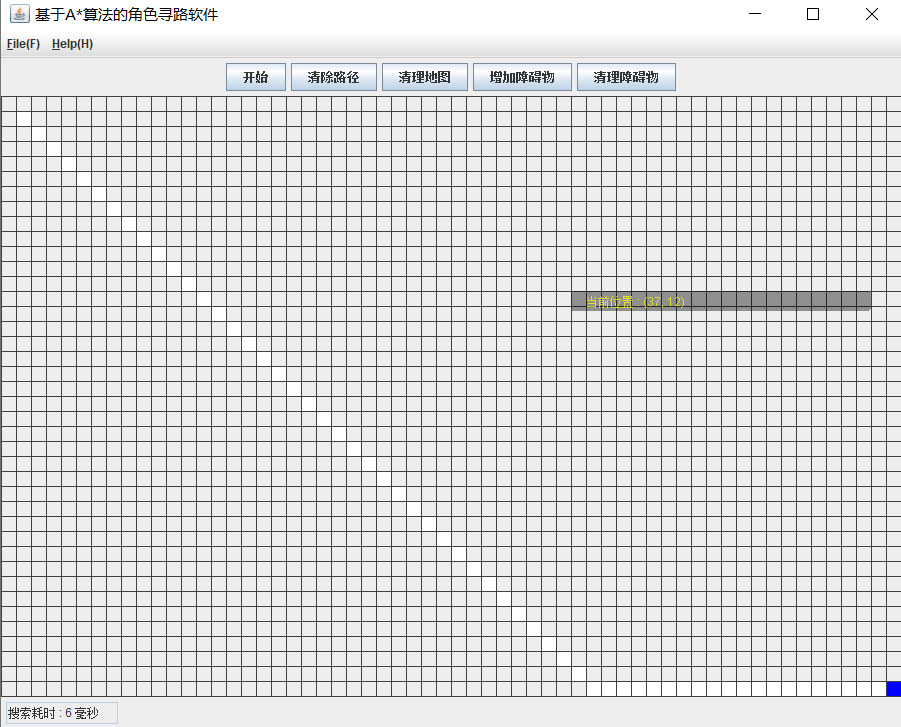 基于A*算法的角色寻路软件
File(F) Help(H)
开始 清除路径 清理地图 增加障碍物 清理障碍物
当前位置 : (37, 12)
搜索耗时 : 6 毫秒